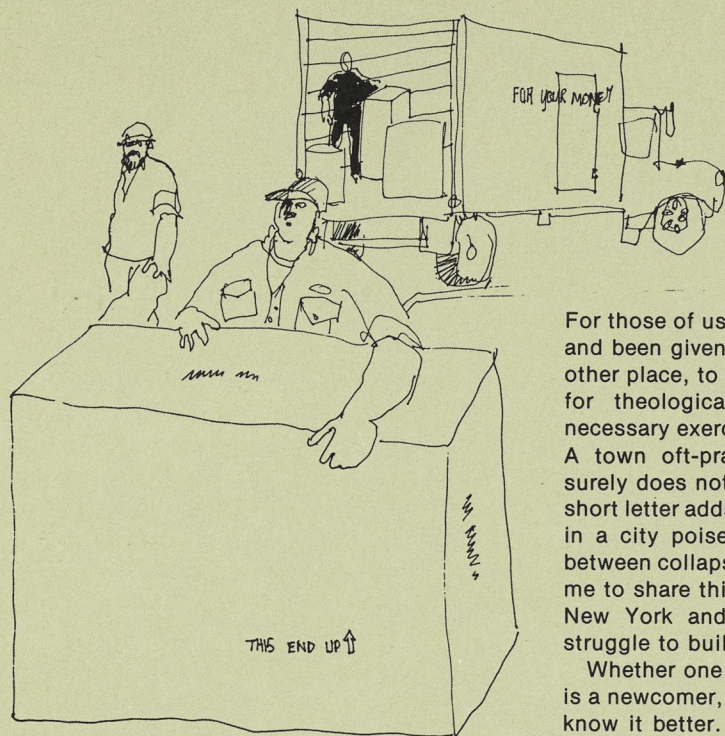 FOR YOUR MONEY
THIS END UP
For those of us
and been given
other place, to
for theologica
necessary exerc
A town oft-pra
surely does not
short letter adds
in a city poise
between collaps
me to share thi
New York and
struggle to buil
Whether one
is a newcomer,
know it better.